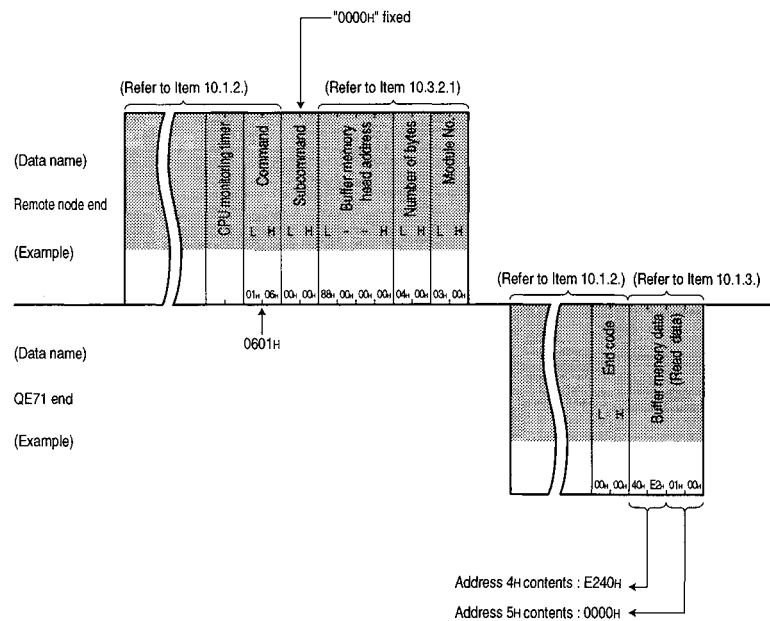 "0000H" fixed
(Refer to Item 10.1.2.)
(Refer to Item 10.3.2.1)
(Data name)
Remote node end
(Example)
CPU monitoring timer
Command
Subcommand
Buffer memory
head address
Number of bytes
Module No.
L H L H L - - H L H L H
01H 06H 00H 00H 88H 00H 00H 00H 04H 00H 03H 00H
0601H
(Refer to Item 10.1.2.)
(Refer to Item 10.1.3.)
(Data name)
QE71 end
(Example)
End code
Buffer memory data
(Read data)
L H
00H 00H 40H E2H 01H 00H
Address 4H contents : E240H
Address 5H contents : 0000H